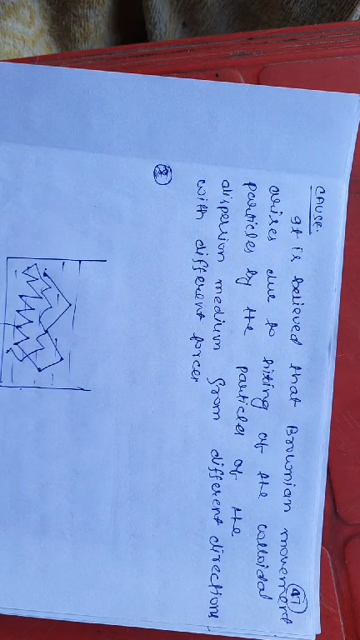 47
CAUSE.
It is believed that Brownian movement
arises due to hitting of the colloidal
particles by the particles of the
dispersion medium from different directions
with different forces